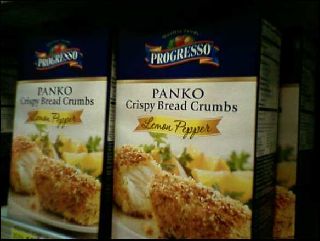 PROGRESSO
PANKO
Crispy Bread Crumbs
Lemon Pepper
PROGRESSO
PANKO
Crispy Bread Crumbs
Lemon Pepper